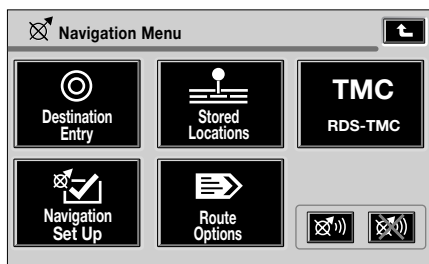 Navigation Menu
Destination
Entry
Stored
Locations
TMC
RDS-TMC
Navigation
Set Up
Route
Options